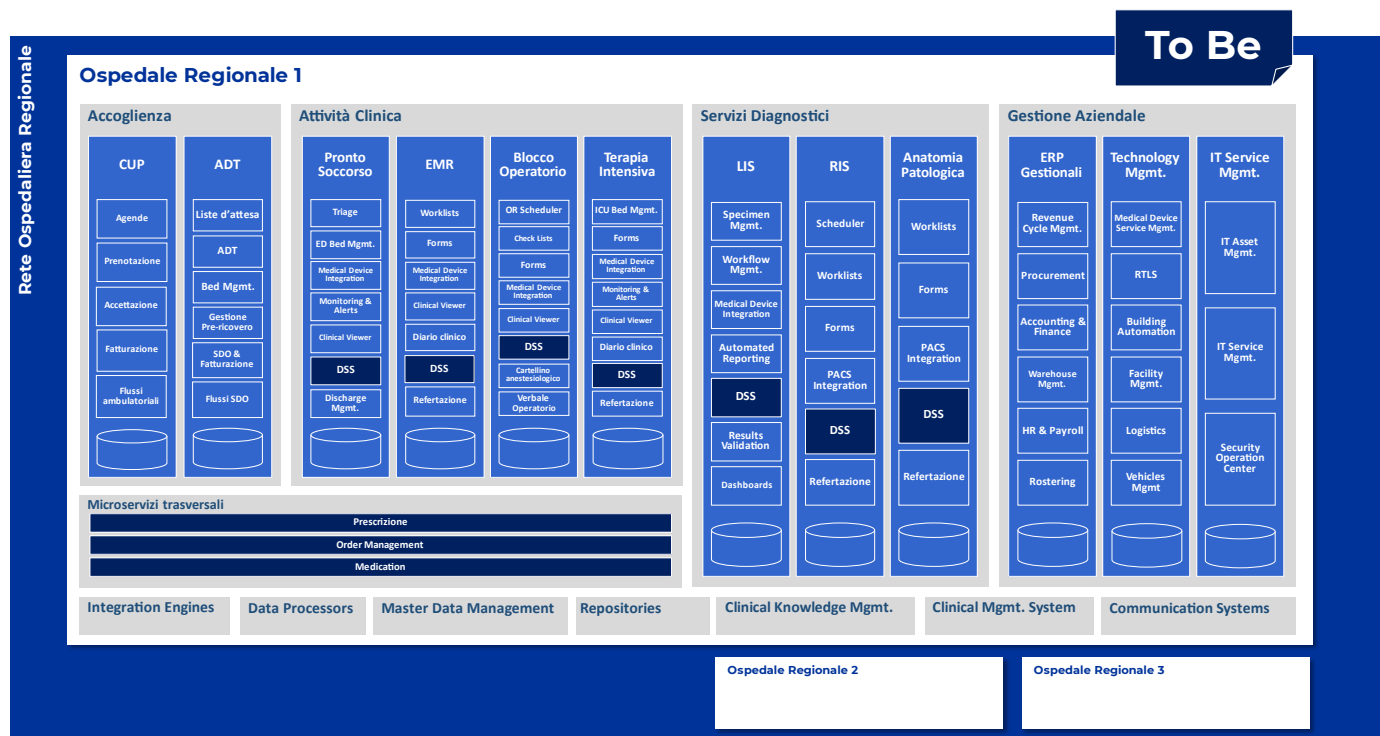 To Be
Rete Ospedaliera Regionale
Ospedale Regionale 1
Accoglienza
CUP
Agende
Prenotazione
Accettazione
Fatturazione
Flussi
ambulatoriali
ADT
Liste d'attesa
ADT
Bed Mgmt.
Gestione
Pre-ricovero
SDO &
Fatturazione
Flussi SDO
Attività Clinica
Pronto
Soccorso
Triage
ED Bed Mgmt.
Medical Device
Integration
Monitoring &
Alerts
Clinical Viewer
DSS
Discharge
Mgmt.
EMR
Worklists
Forms
Medical Device
Integration
Clinical Viewer
Diario clinico
DSS
Refertazione
Blocco
Operatorio
OR Scheduler
Check Lists
Forms
Medical Device
Integration
Clinical Viewer
DSS
Cartellino
anestesiologico
Verbale
Operatorio
Terapia
Intensiva
ICU Bed Mgmt.
Forms
Medical Device
Integration
Monitoring &
Alerts
Clinical Viewer
Diario clinico
DSS
Refertazione
Servizi Diagnostici
LIS
Specimen
Mgmt.
Workflow
Mgmt.
Medical Device
Integration
Automated
Reporting
DSS
Results
Validation
Dashboards
RIS
Scheduler
Worklists
Forms
PACS
Integration
DSS
Refertazione
Anatomia
Patologica
Worklists
Forms
PACS
Integration
DSS
Refertazione
Gestione Aziendale
ERP
Gestionali
Revenue
Cycle Mgmt.
Procurement
Accounting &
Finance
Warehouse
Mgmt.
HR & Payroll
Rostering
Technology
Mgmt.
Medical Device
Service Mgmt.
RTLS
Building
Automation
Facility
Mgmt.
Logistics
Vehicles
Mgmt
IT Service
Mgmt.
IT Asset
Mgmt.
IT Service
Mgmt.
Security
Operation
Center
Microservizi trasversali
Prescrizione
Order Management
Medication
Integration Engines
Data Processors
Master Data Management
Repositories
Clinical Knowledge Mgmt.
Clinical Mgmt. System
Communication Systems
Ospedale Regionale 2
Ospedale Regionale 3